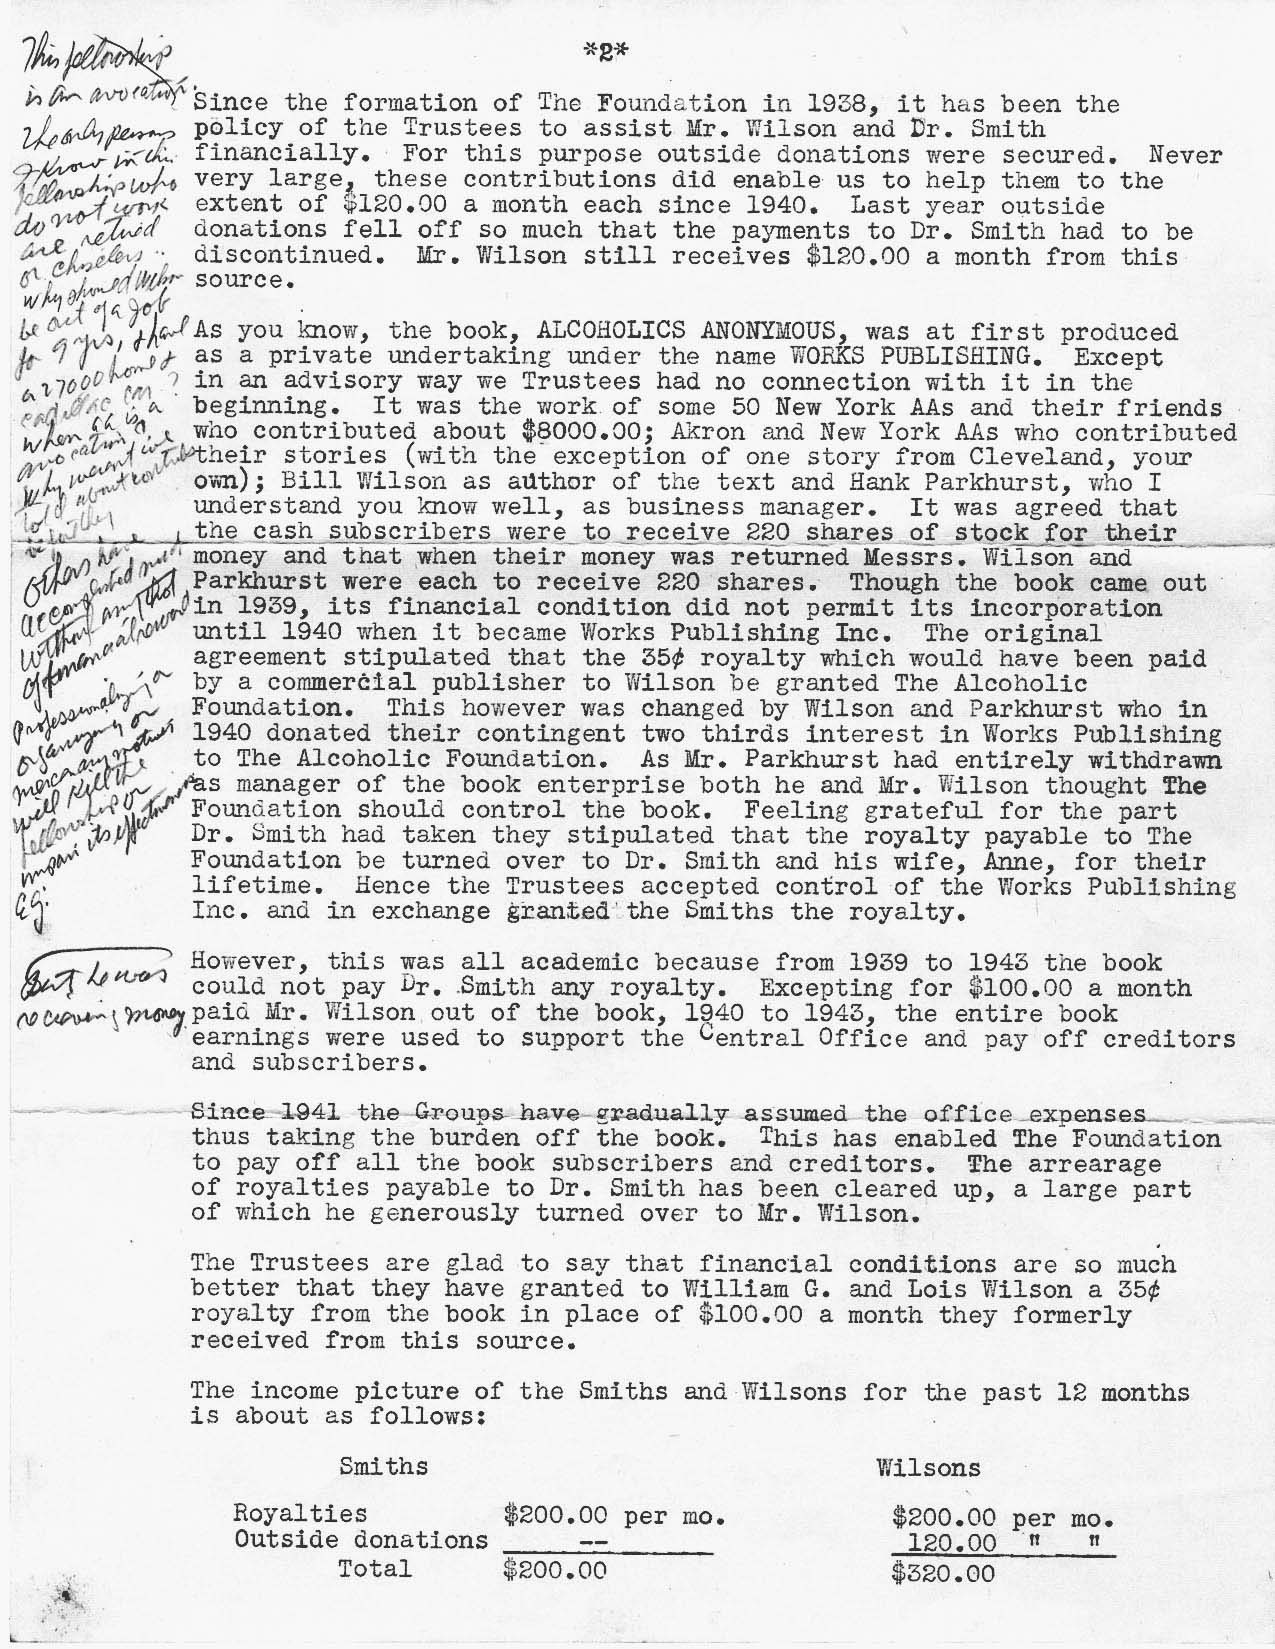 *2*
This fellowship
is an avocation.
The only persons
I know in this
fellowship who
do not work
are retired
or chiselers ..
why should Wilson
be out of a job
for 9 yrs, & have
a 27000 home &
cadillac car ?
when AA is a
avocation
Why weren't we
told about
Others have
accomplished much
without any thot
of financial reward
Professionalizing
or
mercenary motives
will kill the
fellowship or
impair its effectiveness
Eg:
Since the formation of The Foundation in 1938, it has been the
policy of the Trustees to assist Mr. Wilson and Dr. Smith
financially. For this purpose outside donations were secured. Never
very large, these contributions did enable us to help them to the
extent of $120.00 a month each since 1940. Last year outside
donations fell off so much that the payments to Dr. Smith had to be
discontinued. Mr. Wilson still receives $120.00 a month from this
source.
As you know, the book, ALCOHOLICS ANONYMOUS, was at first produced
as a private undertaking under the name WORKS PUBLISHING. Except
in an advisory way we Trustees had no connection with it in the
beginning. It was the work of some 50 New York AAs and their friends
who contributed about $8000.00; Akron and New York AAs who contributed
their stories (with the exception of one story from Cleveland, your
own); Bill Wilson as author of the text and Hank Parkhurst, who I
understand you know well, as business manager. It was agreed that
the cash subscribers were to receive 220 shares of stock for their
money and that when their money was returned Messrs. Wilson and
Parkhurst were each to receive 220 shares. Though the book came out
in 1939, its financial condition did not permit its incorporation
until 1940 when it became Works Publishing Inc. The original
agreement stipulated that the 35¢ royalty which would have been paid
by a commercial publisher to Wilson be granted The Alcoholic
Foundation. This however was changed by Wilson and Parkhurst who in
1940 donated their contingent two thirds interest in Works Publishing
to The Alcoholic Foundation. As Mr. Parkhurst had entirely withdrawn
as manager of the book enterprise both he and Mr. Wilson thought The
Foundation should control the book. Feeling grateful for the part
Dr. Smith had taken they stipulated that the royalty payable to The
Foundation be turned over to Dr. Smith and his wife, Anne, for their
lifetime. Hence the Trustees accepted control of the Works Publishing
Inc. and in exchange granted the Smiths the royalty.
But he was
receiving money
However, this was all academic because from 1939 to 1943 the book
could not pay Dr. Smith any royalty. Excepting for $100.00 a month
paid Mr. Wilson out of the book, 1940 to 1943, the entire book
earnings were used to support the Central Office and pay off creditors
and subscribers.
Since 1941 the Groups have gradually assumed the office expenses
thus taking the burden off the book. This has enabled The Foundation
to pay off all the book subscribers and creditors. The arrearage
of royalties payable to Dr. Smith has been cleared up, a large part
of which he generously turned over to Mr. Wilson.
The Trustees are glad to say that financial conditions are so much
better that they have granted to William G. and Lois Wilson a 35¢
royalty from the book in place of $100.00 a month they formerly
received from this source.
The income picture of the Smiths and Wilsons for the past 12 months
is about as follows:
Smiths Wilsons
Royalties $200.00 per mo. $200.00 per mo.
Outside donations -- 120.00 " "
Total $200.00 $320.00